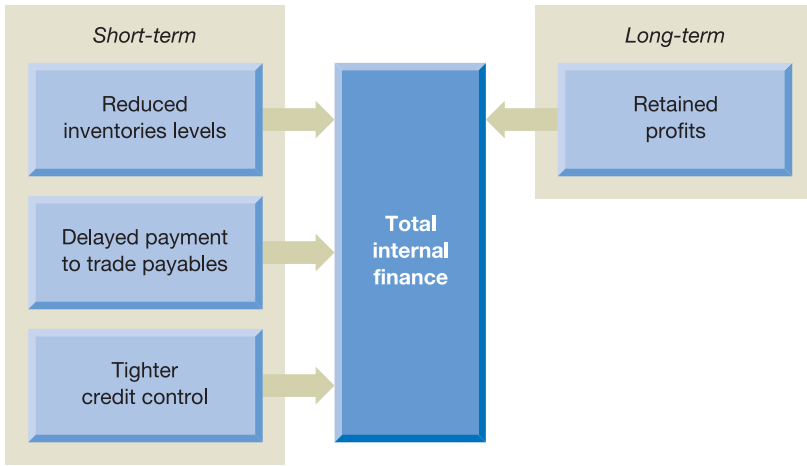 Short-term
Reduced
inventories levels
Delayed payment
to trade payables
Tighter
credit control
Total
internal
finance
Long-term
Retained
profits